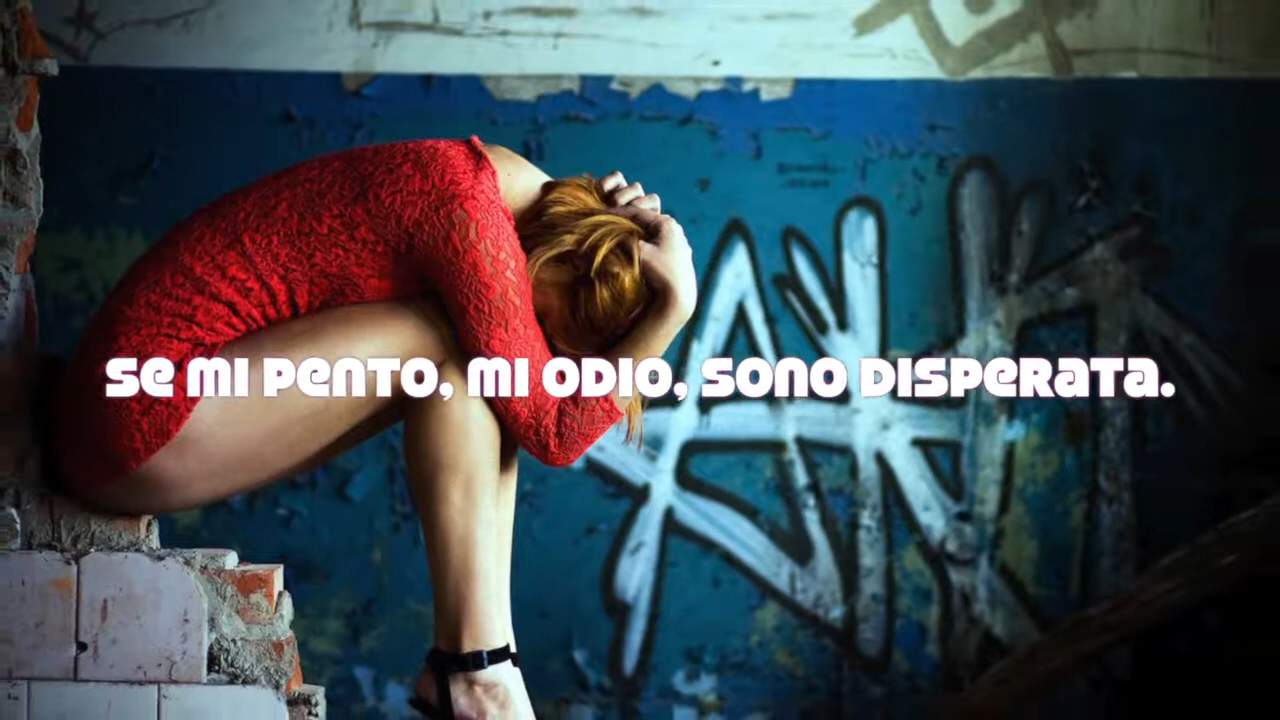 Se mi pento, mi odio, sono disperata.